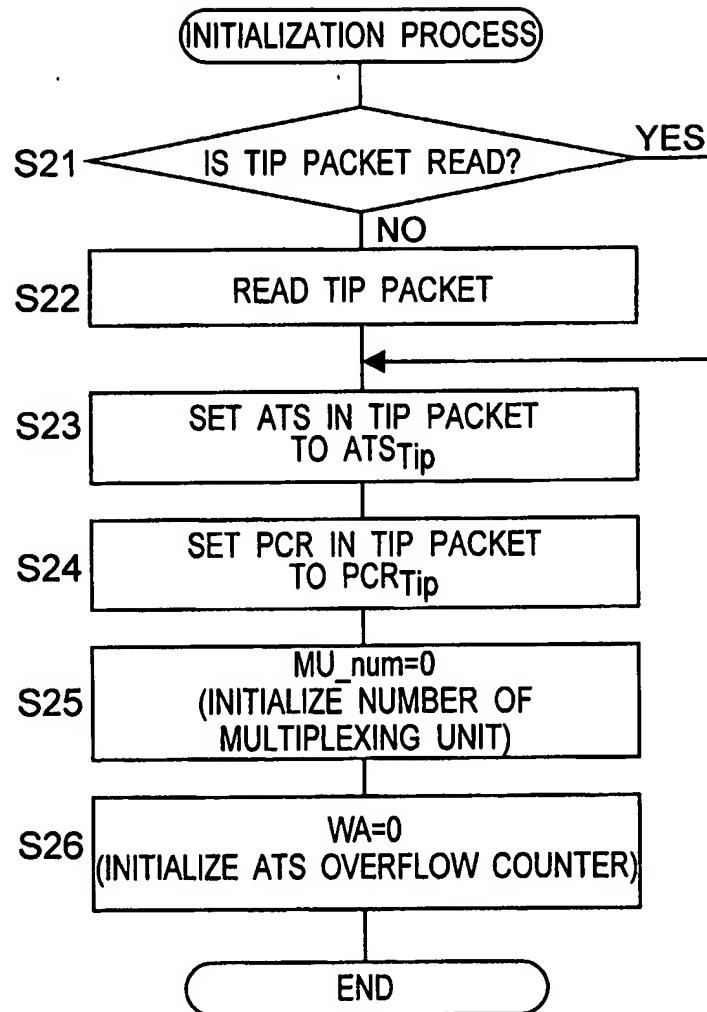 INITIALIZATION PROCESS
S21
IS TIP PACKET READ?
YES
NO
S22
READ TIP PACKET
S23
SET ATS IN TIP PACKET
TO ATSTip
S24
SET PCR IN TIP PACKET
TO PCRTip
S25
MU_num=0
(INITIALIZE NUMBER OF
MULTIPLEXING UNIT)
S26
WA=0
(INITIALIZE ATS OVERFLOW COUNTER)
END